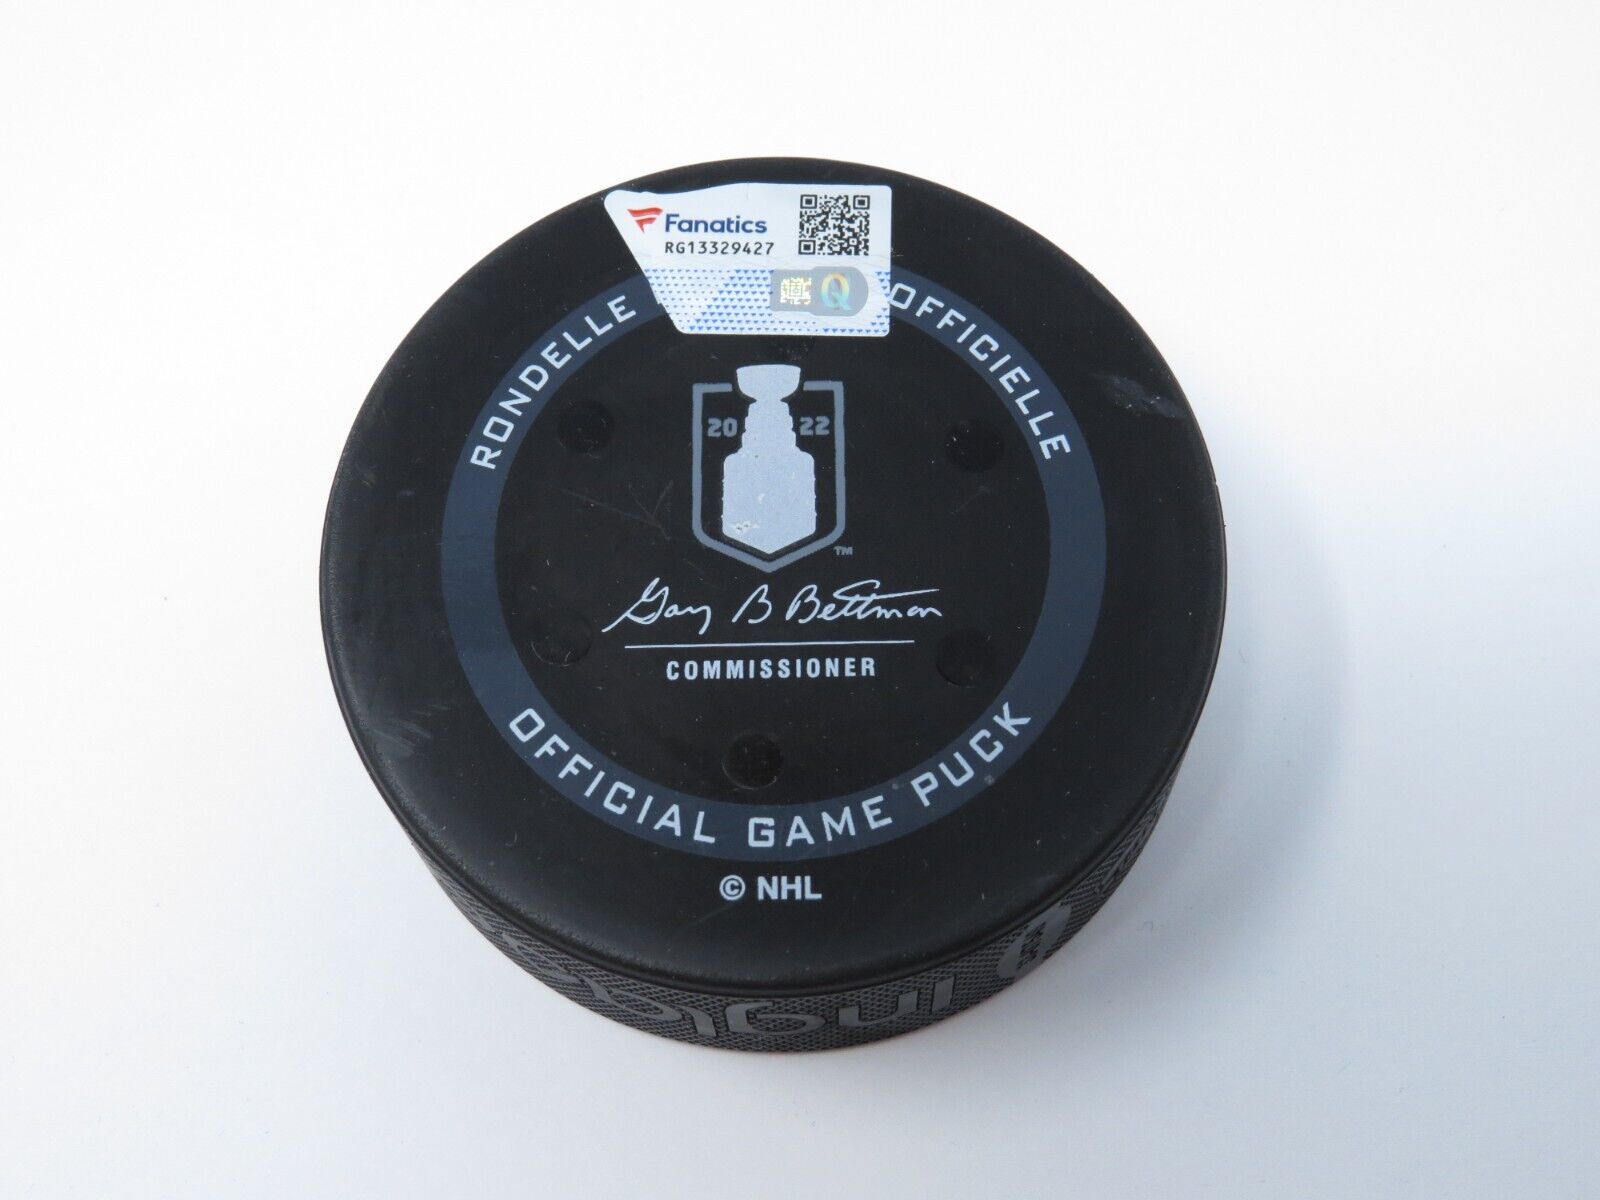 Fanatics
RG13329427
Q
RONDELLE OFFICIELLE
20 22
TM
Gary B Bettman
COMMISSIONER
OFFICIAL GAME PUCK
© NHL